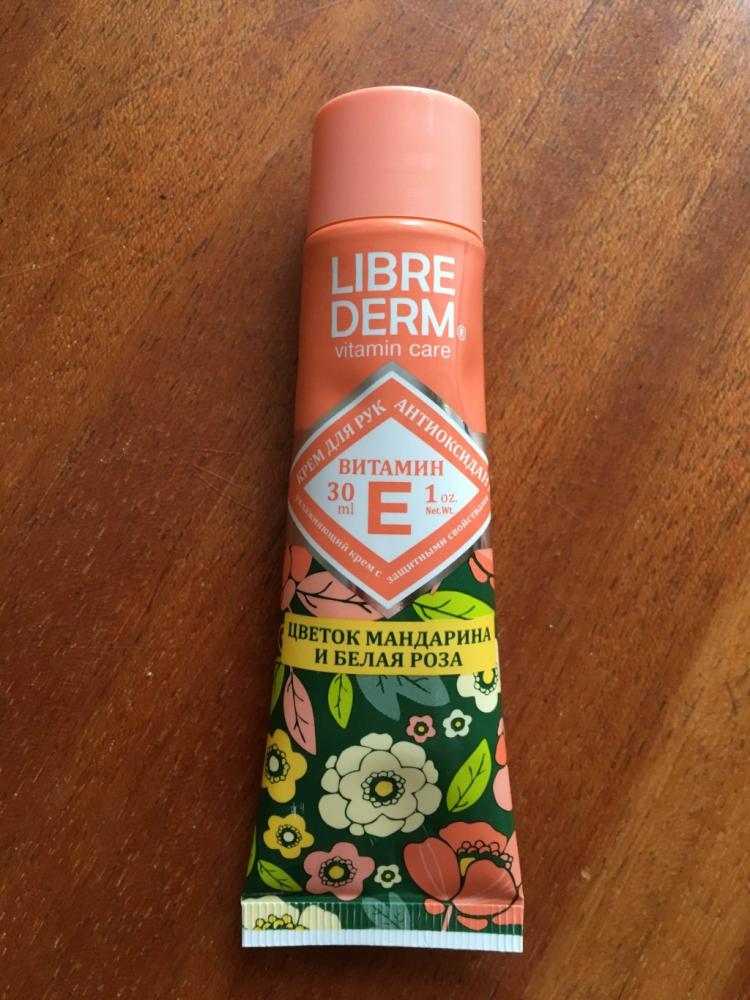 LIBRE
DERM®
vitamin care
КРЕМ ДЛЯ РУК АНТИОКСИДАНТ
ВИТАМИН
30 ml
E
1 oz. Net.Wt.
увлажняющий крем с защитными свойствами
ЦВЕТОК МАНДАРИНА
И БЕЛАЯ РОЗА